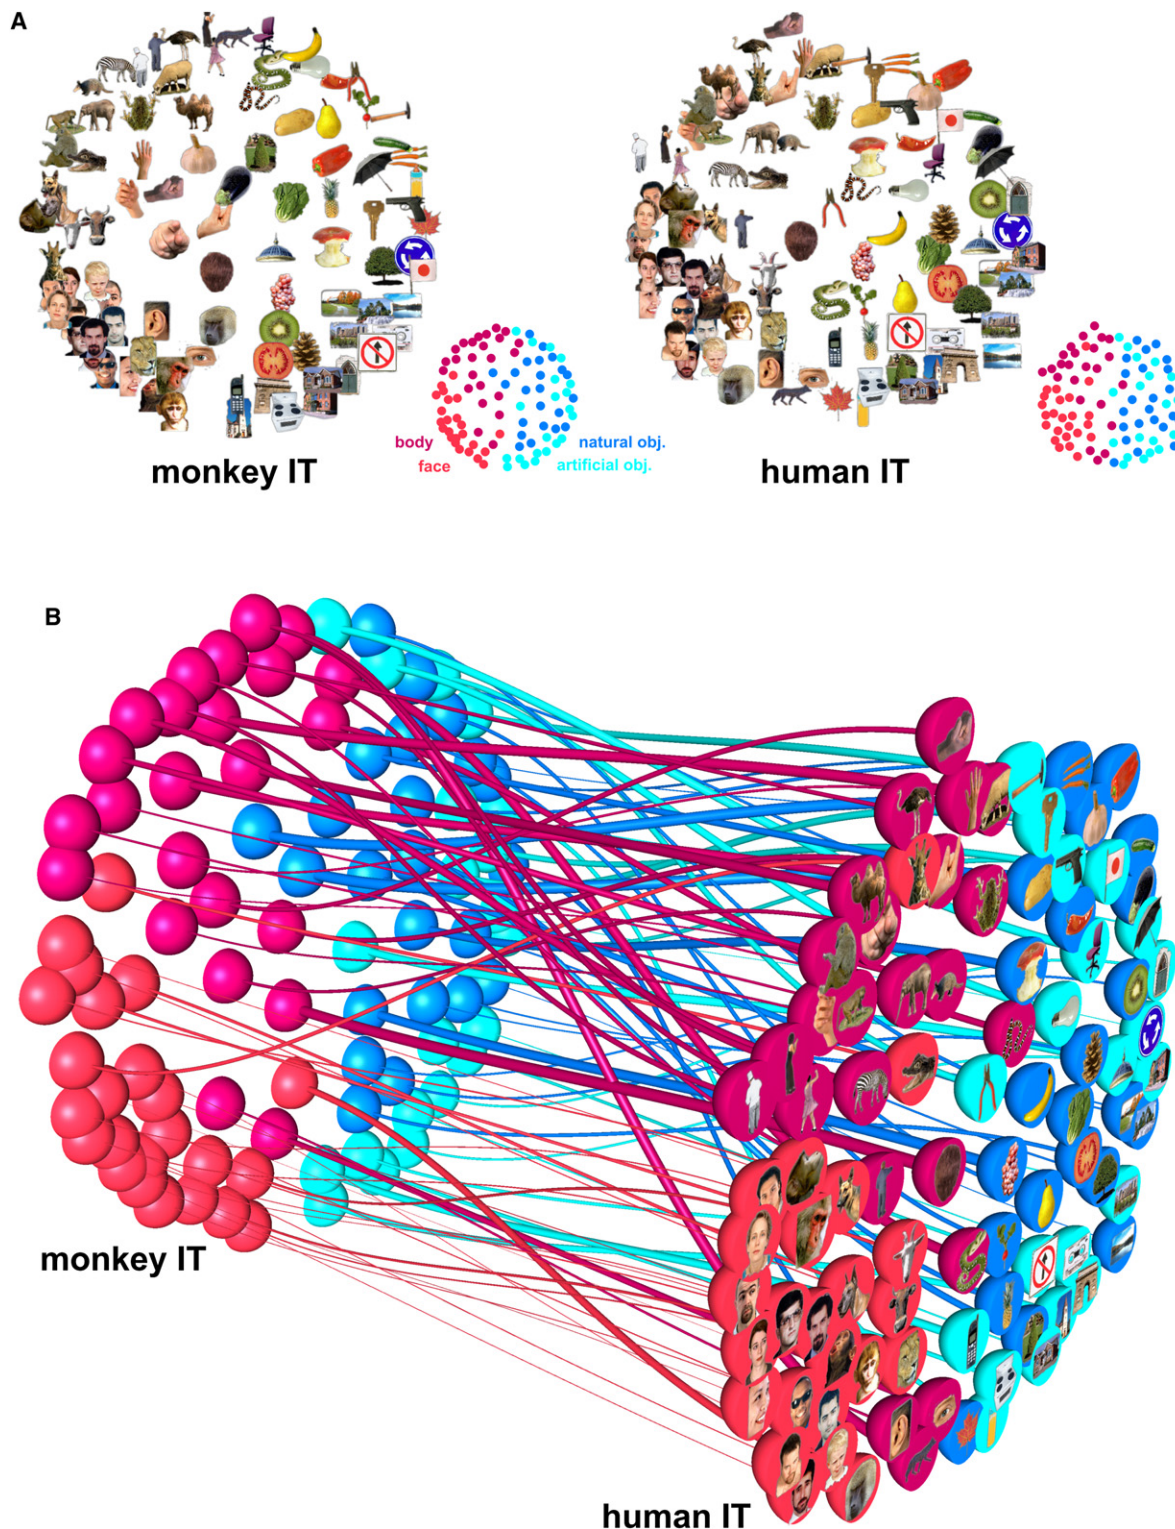 A
body
face
natural obj.
artificial obj.
monkey IT
human IT
B
monkey IT
human IT